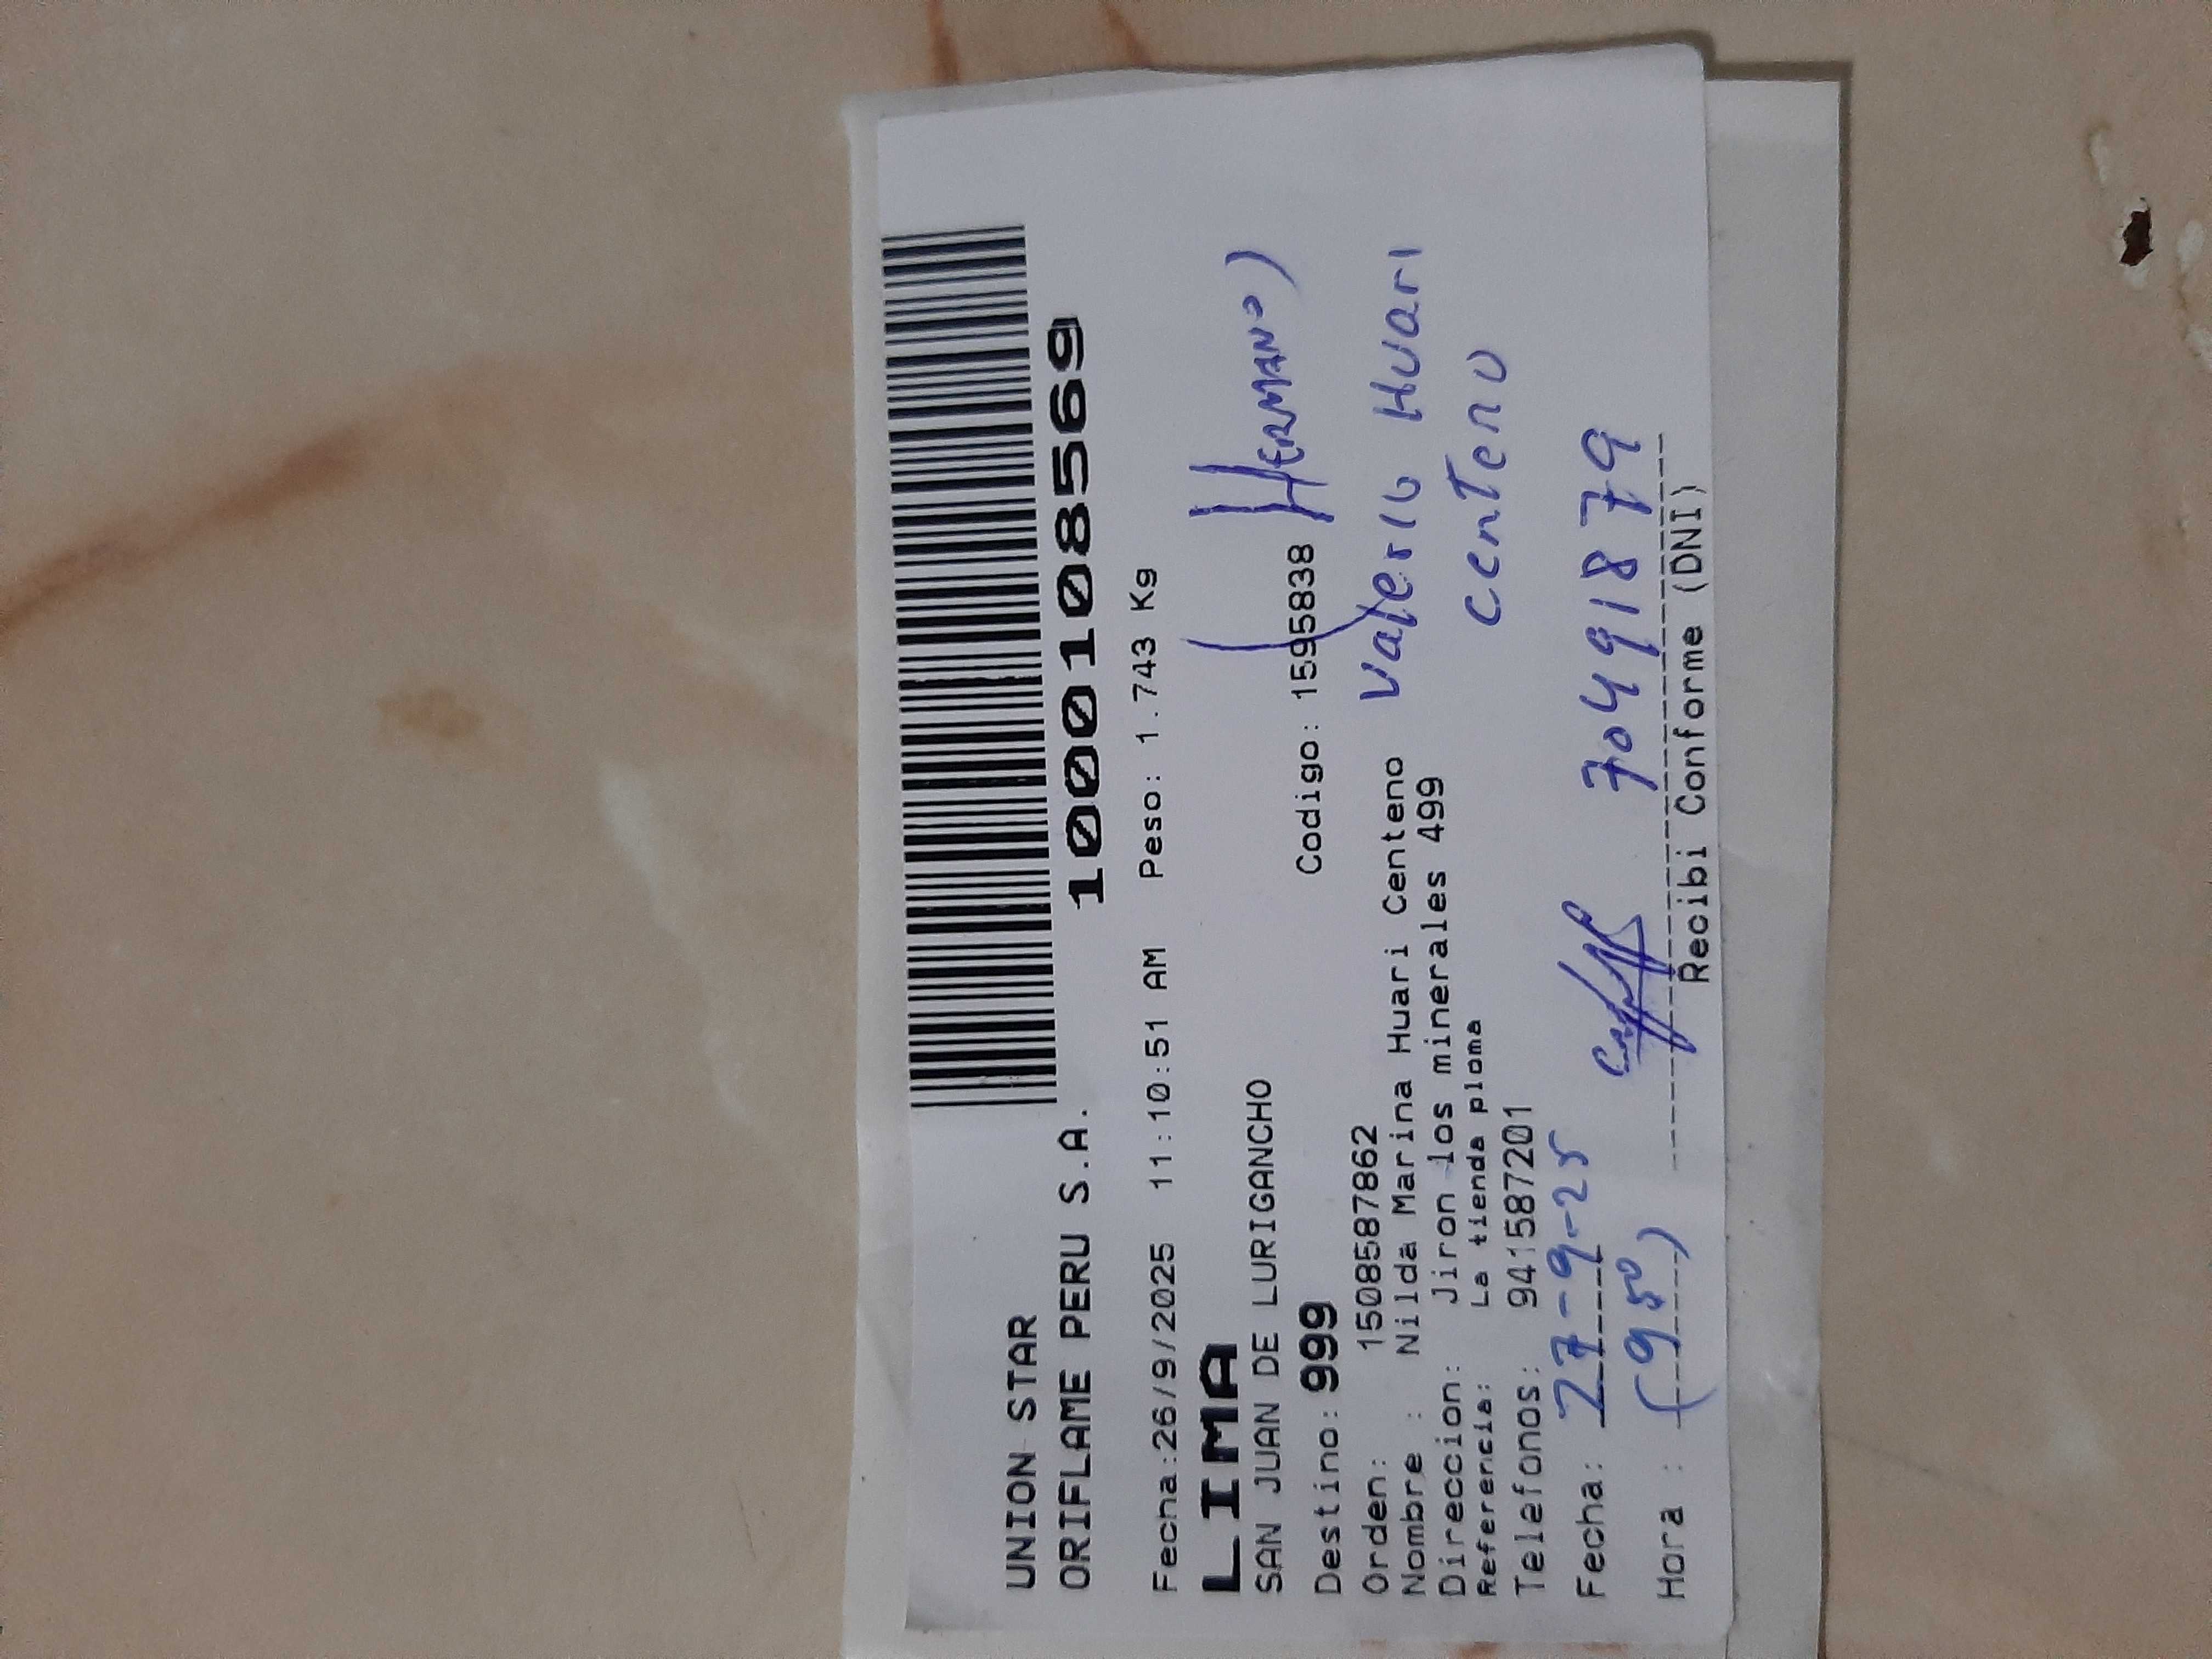 UNION STAR
ORIFLAME PERU S.A.
1000108569
Fecha:26/9/2025 11:10:51 AM Peso: 1.743 Kg
LIMA
SAN JUAN DE LURIGANCHO
(HERMANO)
Destino: 999 Codigo: 1595838
Orden: 1508587862
Valerio Huari
Nombre : Nilda Marina Huari Centeno
Centeno
Direccion: Jiron los minerales 499
Referencia: La tienda ploma
Telefonos: 941587201
Fecha: 27-9-25
70491879
Hora : (9 50)
Recibi Conforme (DNI)